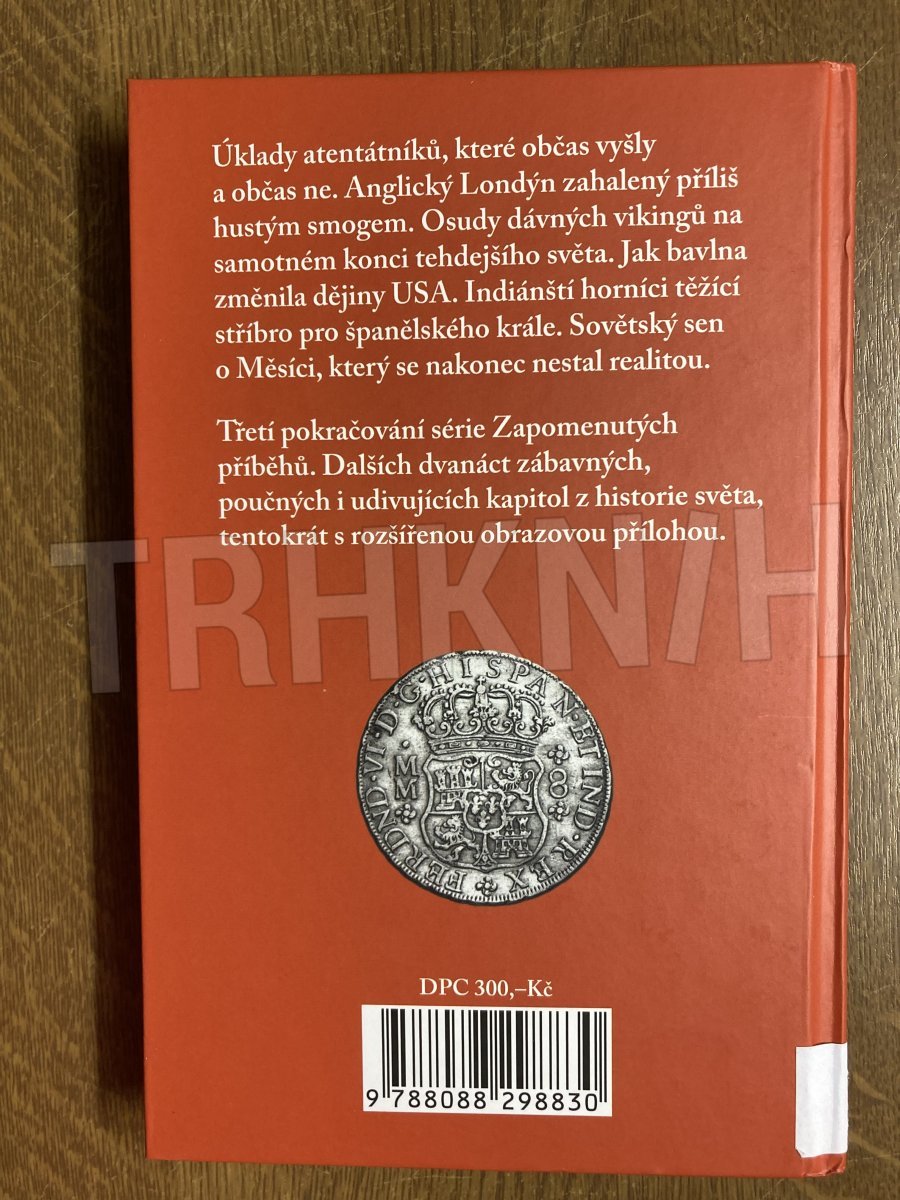 Úklady atentátníků, které občas vyšly
a občas ne. Anglický Londýn zahalený příliš
hustým smogem. Osudy dávných vikingů na
samotném konci tehdejšího světa. Jak bavlna
změnila dějiny USA. Indiánští horníci těžící
stříbro pro španělského krále. Sovětský sen
o Měsíci, který se nakonec nestal realitou.
Třetí pokračování série Zapomenutých
příběhů. Dalších dvanáct zábavných,
poučných i udivujících kapitol z historie světa,
tentokrát s rozšířenou obrazovou přílohou.
TRHKNIH
FERDND·VI·D·G·HISPAN·ET IND·REX
MM
8
DPC 300,–Kč
9 788088 298830